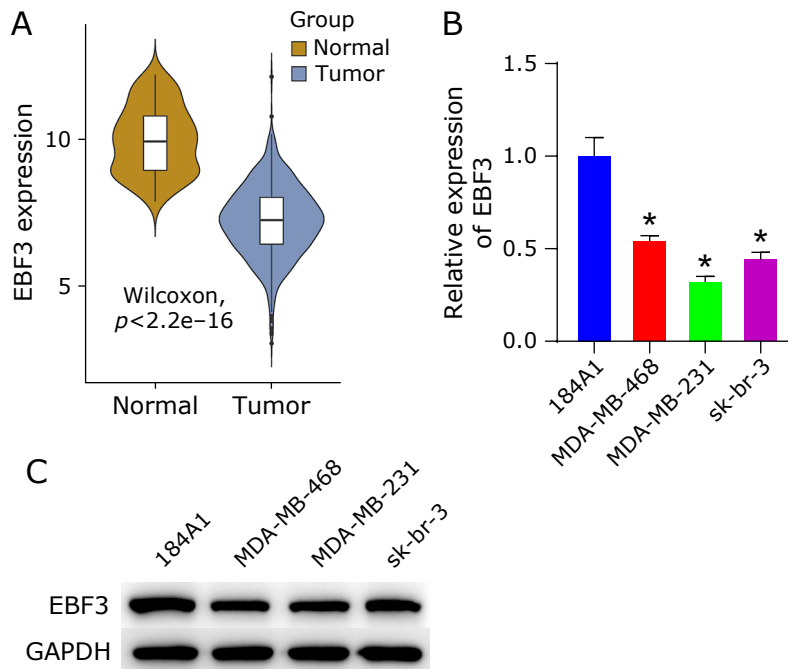 A
Group
Normal
Tumor
EBF3 expression
10
5
Wilcoxon,
p<2.2e–16
Normal
Tumor
B
Relative expression
of EBF3
1.5
1.0
0.5
0.0
*
*
*
184A1
MDA-MB-468
MDA-MB-231
sk-br-3
C
184A1
MDA-MB-468
MDA-MB-231
sk-br-3
EBF3
GAPDH